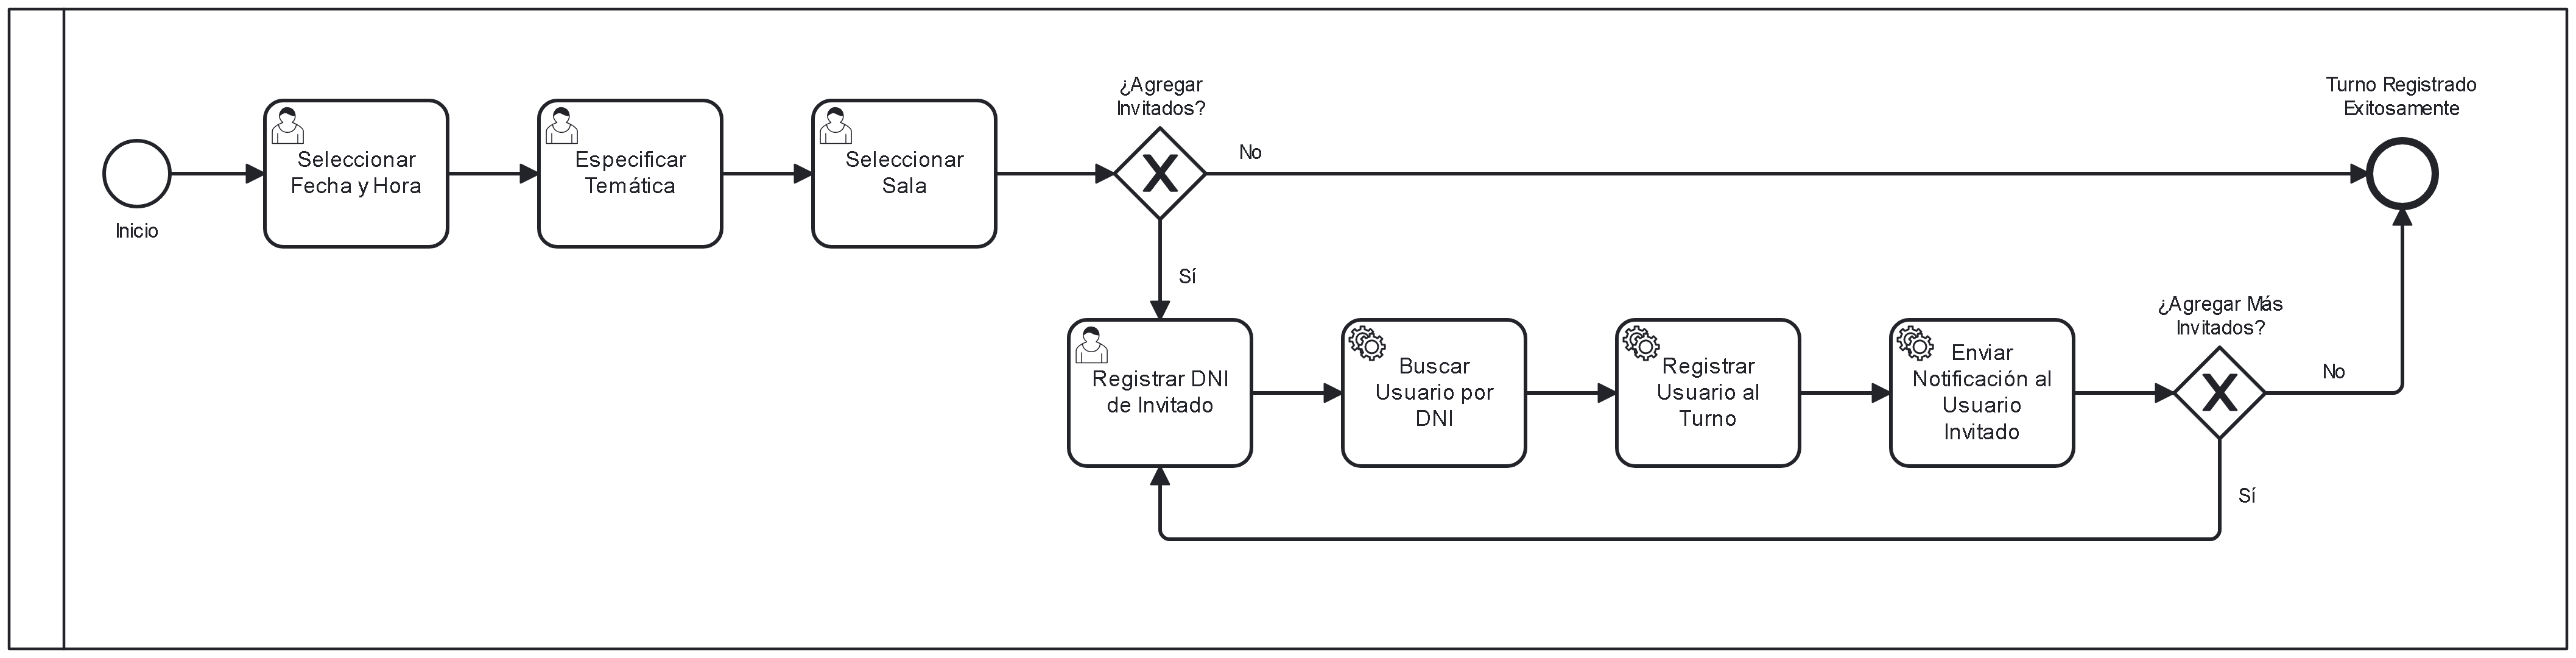 Inicio
Seleccionar
Fecha y Hora
Especificar
Temática
Seleccionar
Sala
¿Agregar
Invitados?
No
Sí
Turno Registrado
Exitosamente
Registrar DNI
de Invitado
Buscar
Usuario por
DNI
Registrar
Usuario al
Turno
Enviar
Notificación al
Usuario
Invitado
¿Agregar Más
Invitados?
No
Sí